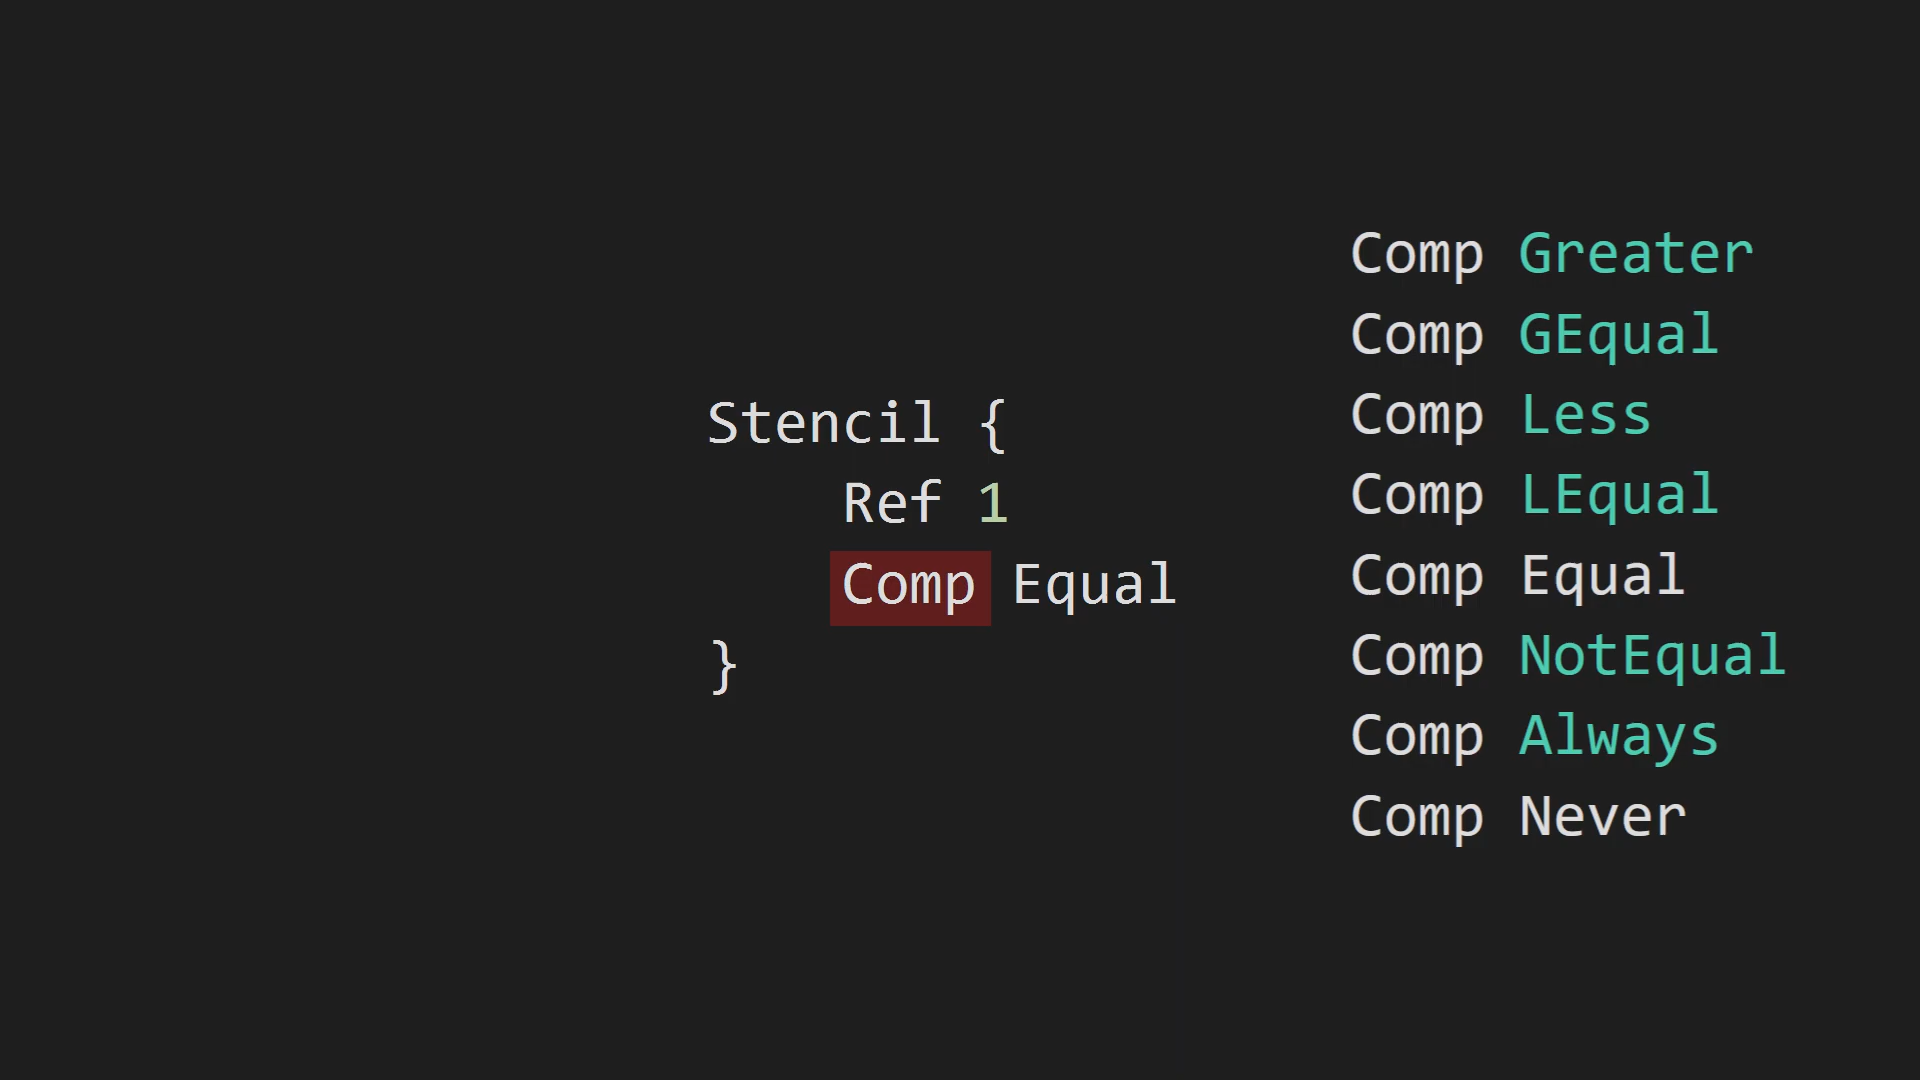 Stencil {
Ref 1
Comp Equal
}
Comp Greater
Comp GEqual
Comp Less
Comp LEqual
Comp Equal
Comp NotEqual
Comp Always
Comp Never